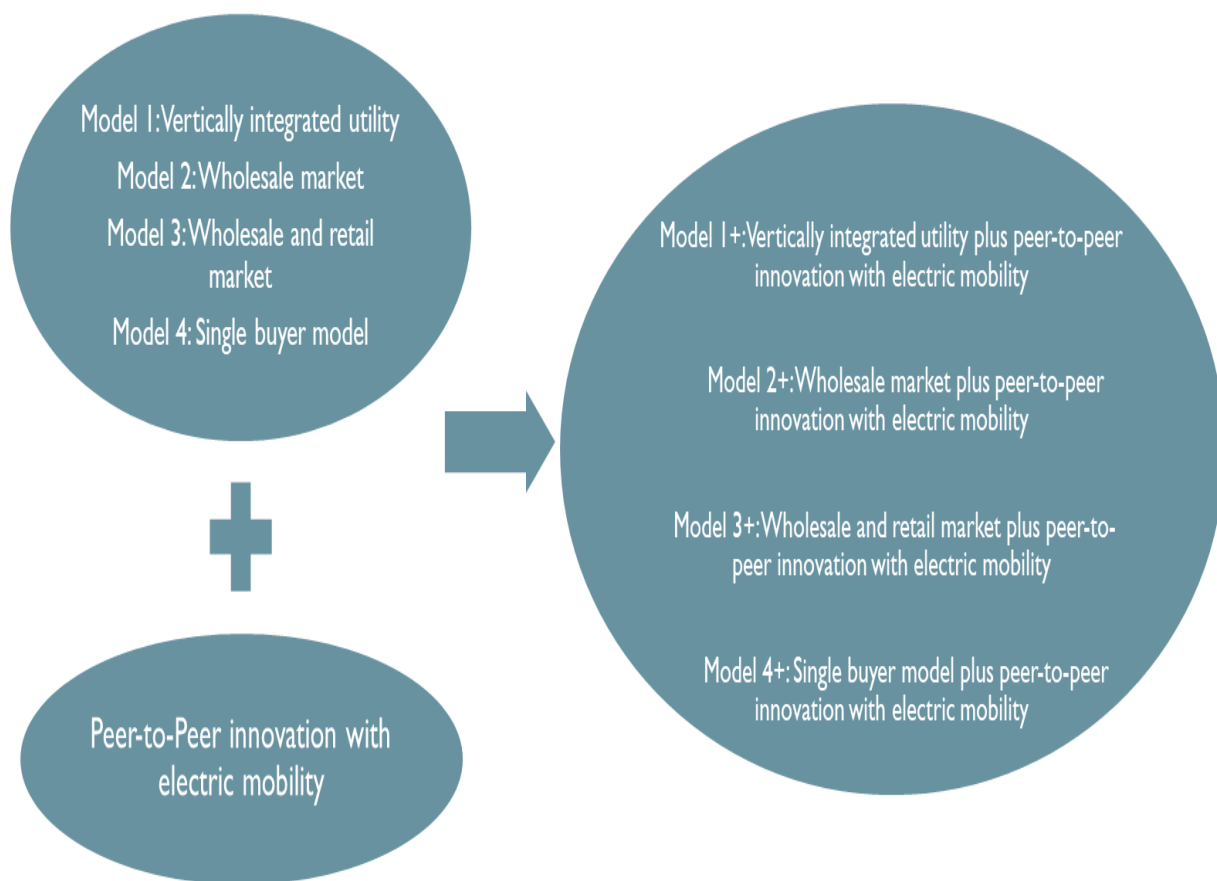 Model 1:Vertically integrated utility
Model 2:Wholesale market
Model 3:Wholesale and retail
market
Model 4: Single buyer model
Peer-to-Peer innovation with
electric mobility
Model 1+:Vertically integrated utility plus peer-to-peer
innovation with electric mobility
Model 2+:Wholesale market plus peer-to-peer
innovation with electric mobility
Model 3+:Wholesale and retail market plus peer-to-
peer innovation with electric mobility
Model 4+: Single buyer model plus peer-to-peer
innovation with electric mobility